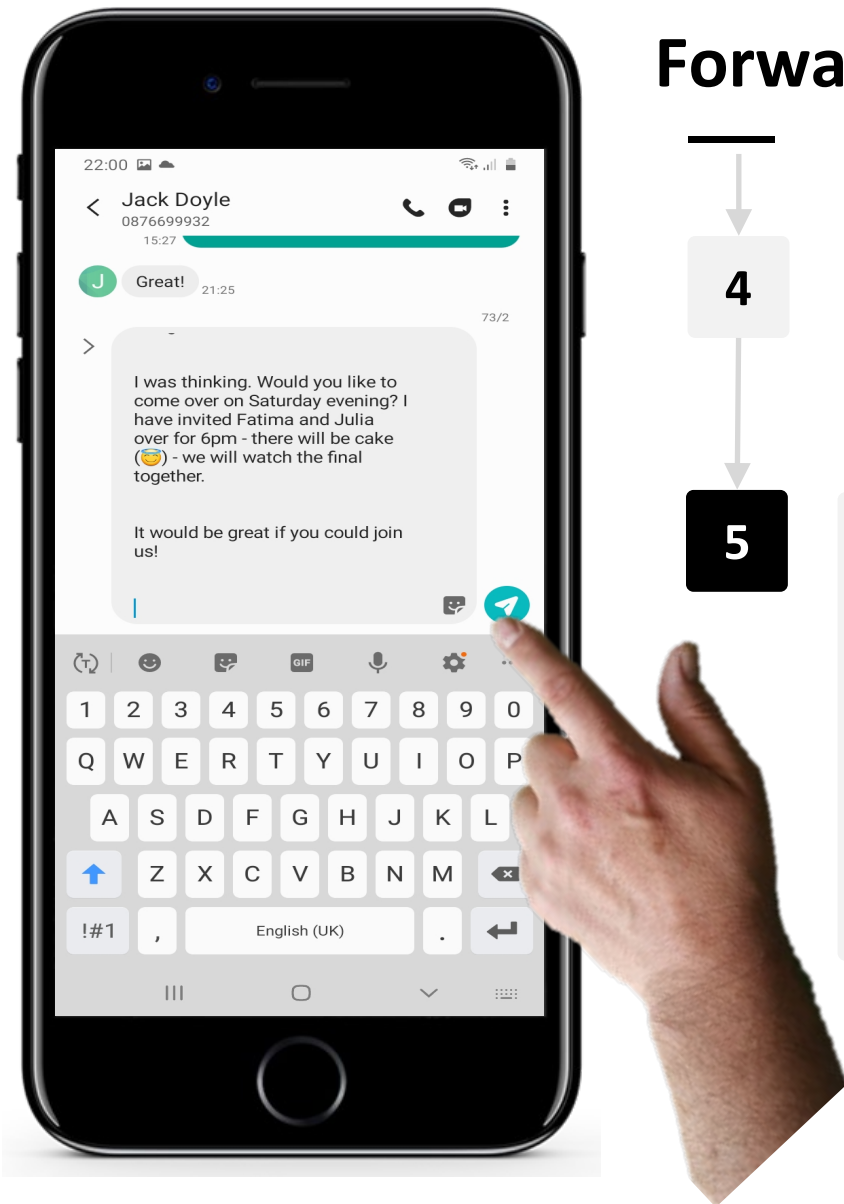 Forwa
22:00
Jack Doyle
0876699932
15:27
J
Great!
21:25
73/2
I was thinking. Would you like to
come over on Saturday evening? I
have invited Fatima and Julia
over for 6pm - there will be cake
(😇) - we will watch the final
together.
It would be great if you could join
us!
T
GIF
1 2 3 4 5 6 7 8 9 0
Q W E R T Y U I O P
A S D F G H J K L
Z X C V B N M
!#1 , English (UK) .
4
5